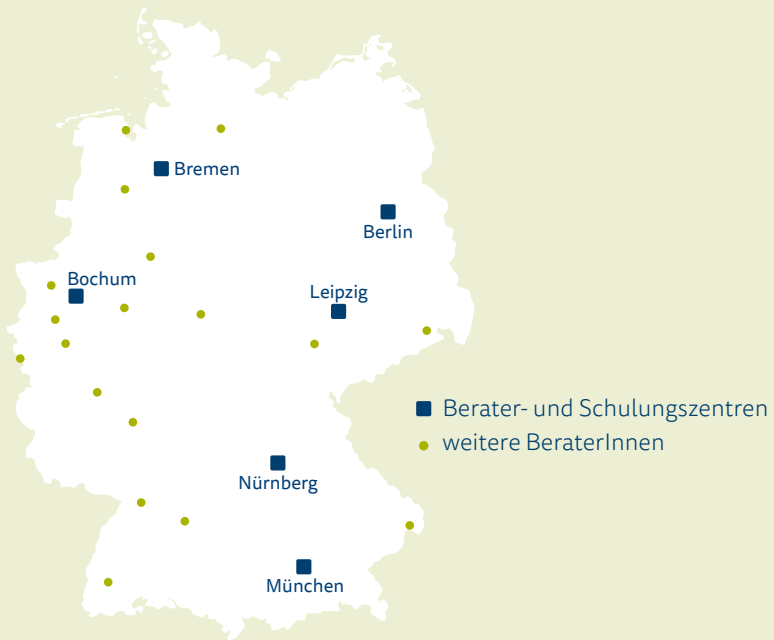 Bremen
Berlin
Bochum
Leipzig
Berater- und Schulungszentren
weitere BeraterInnen
Nürnberg
München